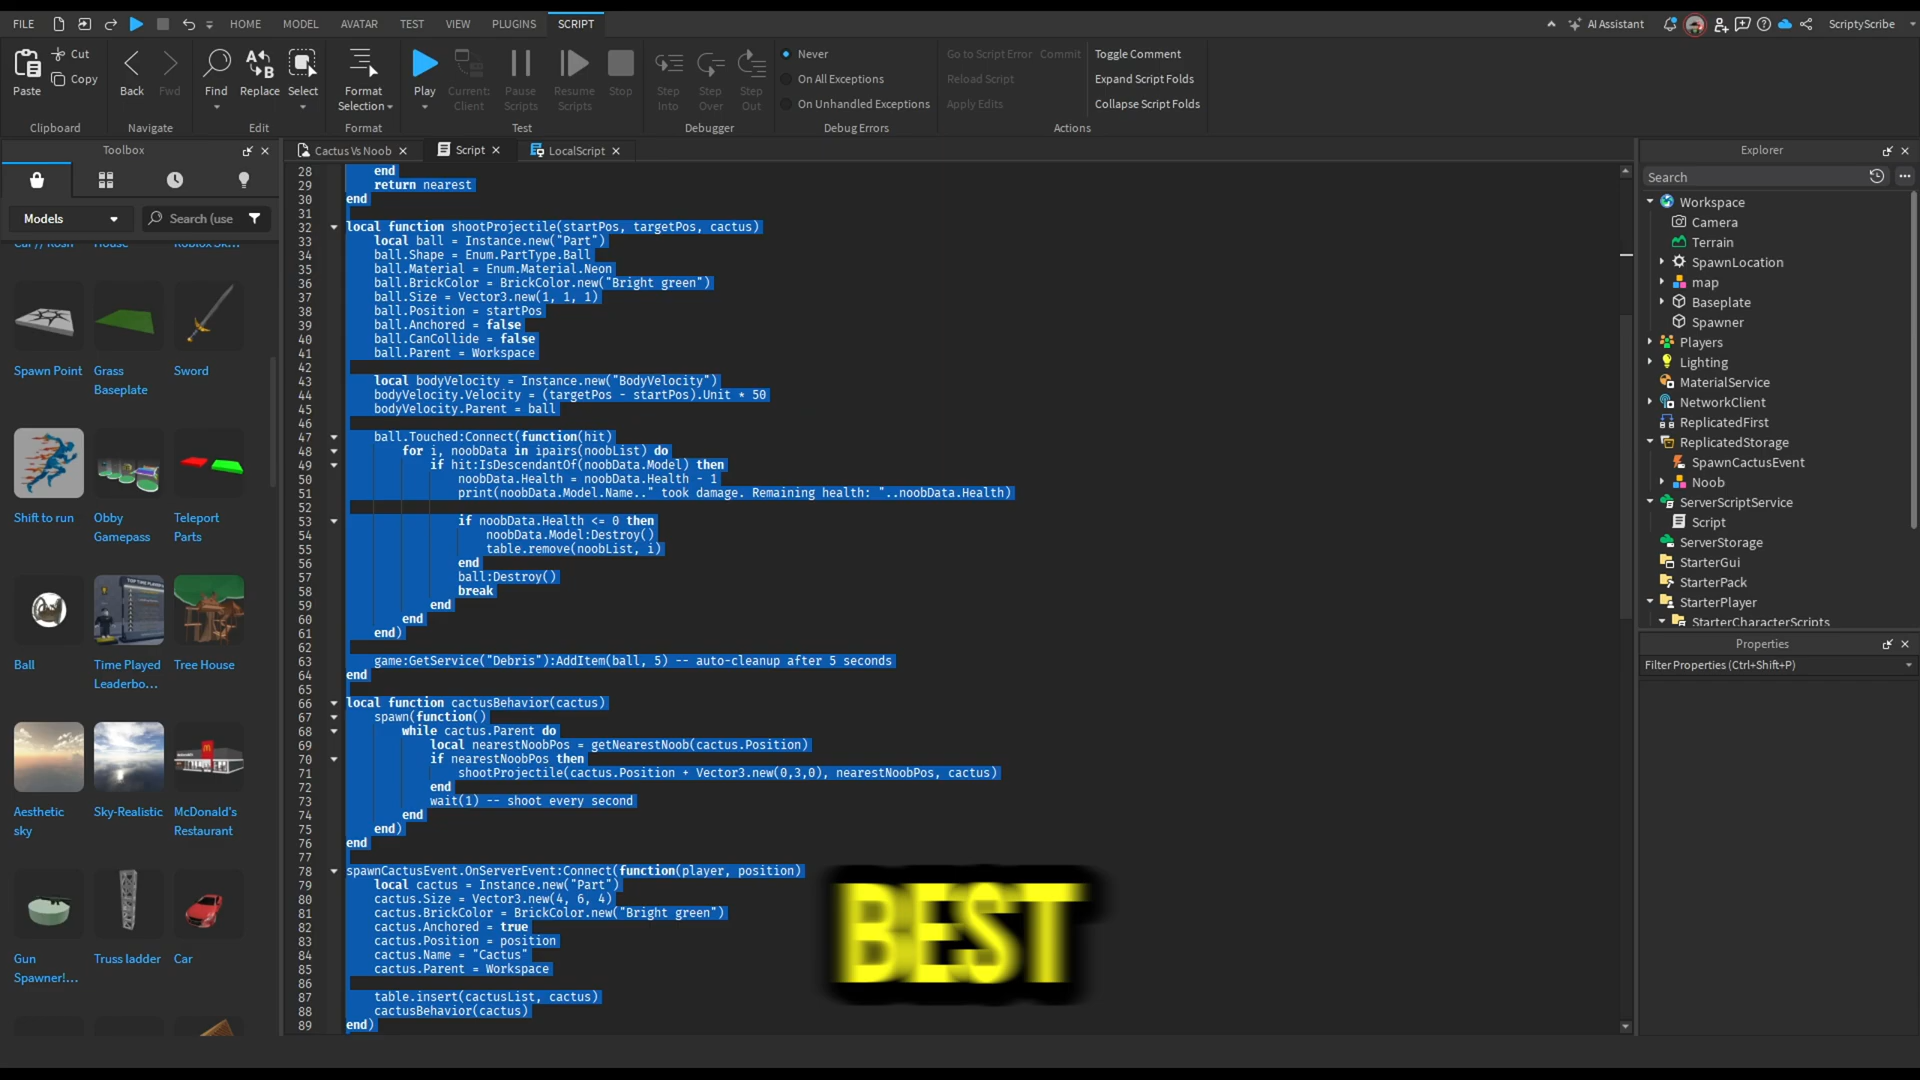 FILE HOME MODEL AVATAR TEST VIEW PLUGINS SCRIPT AI Assistant ScriptyScribe
Paste Cut Copy Back Fwd Find Replace Select Format Selection Play Current: Client Pause Scripts Resume Scripts Stop Step Into Step Over Step Out
Never
On All Exceptions
On Unhandled Exceptions
Go to Script Error Commit
Reload Script
Apply Edits
Toggle Comment
Expand Script Folds
Collapse Script Folds
Clipboard Navigate Edit Format Test Debugger Debug Errors Actions
Toolbox
Models Search (use
Spawn Point
Grass Baseplate
Sword
Shift to run
Obby Gamepass
Teleport Parts
Ball
Time Played Leaderbo...
Tree House
Aesthetic sky
Sky-Realistic
McDonald's Restaurant
Gun Spawner!...
Truss ladder
Car
Cactus Vs Noob Script LocalScript
28 end
29 return nearest
30 end
31
32 local function shootProjectile(startPos, targetPos, cactus)
33 local ball = Instance.new("Part")
34 ball.Shape = Enum.PartType.Ball
35 ball.Material = Enum.Material.Neon
36 ball.BrickColor = BrickColor.new("Bright green")
37 ball.Size = Vector3.new(1, 1, 1)
38 ball.Position = startPos
39 ball.Anchored = false
40 ball.CanCollide = false
41 ball.Parent = Workspace
42
43 local bodyVelocity = Instance.new("BodyVelocity")
44 bodyVelocity.Velocity = (targetPos - startPos).Unit * 50
45 bodyVelocity.Parent = ball
46
47 ball.Touched:Connect(function(hit)
48 for i, noobData in ipairs(noobList) do
49 if hit:IsDescendantOf(noobData.Model) then
50 noobData.Health = noobData.Health - 1
51 print(noobData.Model.Name.." took damage. Remaining health: "..noobData.Health)
52
53 if noobData.Health <= 0 then
54 noobData.Model:Destroy()
55 table.remove(noobList, i)
56 end
57 ball:Destroy()
58 break
59 end
60 end
61 end)
62
63 game:GetService("Debris"):AddItem(ball, 5) -- auto-cleanup after 5 seconds
64 end
65
66 local function cactusBehavior(cactus)
67 spawn(function()
68 while cactus.Parent do
69 local nearestNoobPos = getNearestNoob(cactus.Position)
70 if nearestNoobPos then
71 shootProjectile(cactus.Position + Vector3.new(0,3,0), nearestNoobPos, cactus)
72 end
73 wait(1) -- shoot every second
74 end
75 end)
76 end
77
78 spawnCactusEvent.OnServerEvent:Connect(function(player, position)
79 local cactus = Instance.new("Part")
80 cactus.Size = Vector3.new(4, 6, 4)
81 cactus.BrickColor = BrickColor.new("Bright green")
82 cactus.Anchored = true
83 cactus.Position = position
84 cactus.Name = "Cactus"
85 cactus.Parent = Workspace
86
87 table.insert(cactusList, cactus)
88 cactusBehavior(cactus)
89 end)
BEST
Explorer
Search
Workspace
Camera
Terrain
SpawnLocation
map
Baseplate
Spawner
Players
Lighting
MaterialService
NetworkClient
ReplicatedFirst
ReplicatedStorage
SpawnCactusEvent
Noob
ServerScriptService
Script
ServerStorage
StarterGui
StarterPack
StarterPlayer
StarterCharacterScripts
Properties
Filter Properties (Ctrl+Shift+P)